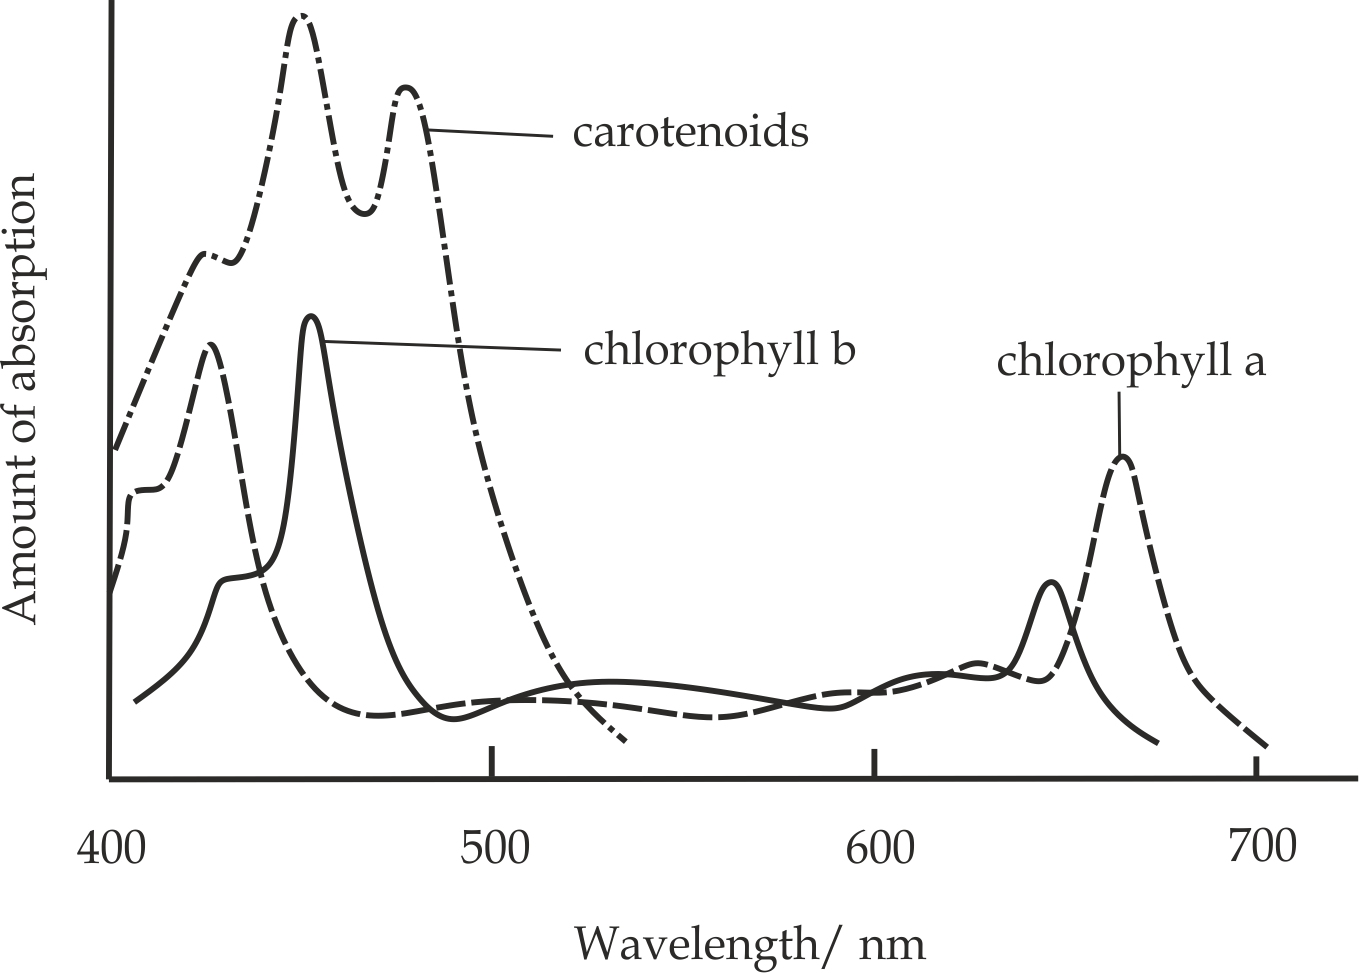 Amount of absorption
carotenoids
chlorophyll b
chlorophyll a
400
500
600
700
Wavelength/ nm